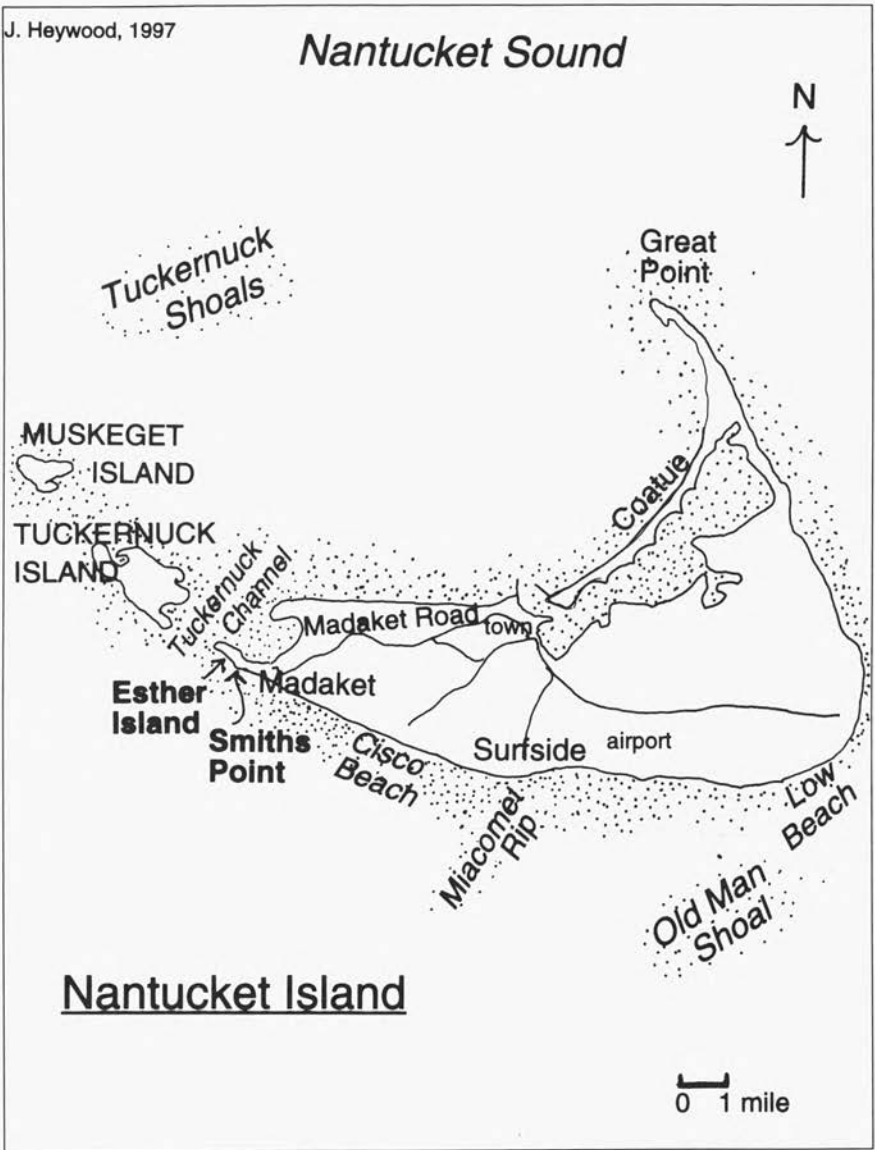 J. Heywood, 1997
Nantucket Sound
N
Great
Point
Tuckernuck
Shoals
MUSKEGET
ISLAND
Coatue
TUCKERNUCK
ISLAND
Tuckernuck
Channel
Madaket Road
town
Esther
Island
Madaket
Smiths
Point
Cisco
Beach
Surfside
airport
Low
Beach
Miacomet
Rip
Old Man
Shoal
Nantucket Island
0 1 mile